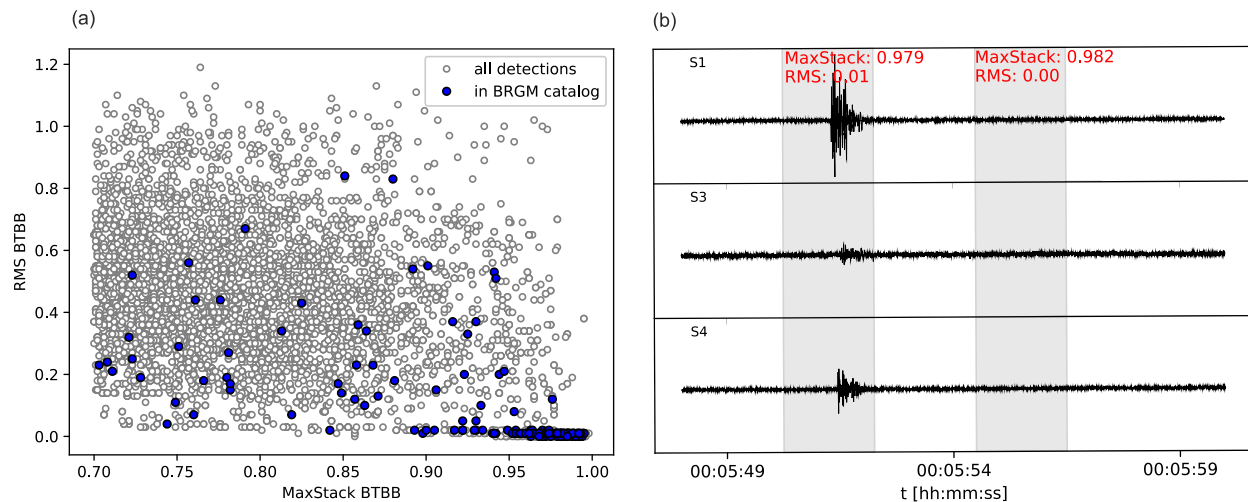 (a)
(b)
1.2
1.0
0.8
0.6
0.4
0.2
0.0
RMS BTBB
all detections
in BRGM catalog
0.70
0.75
0.80
0.85
0.90
0.95
1.00
MaxStack BTBB
S1
MaxStack: 0.979
RMS: 0.01
MaxStack: 0.982
RMS: 0.00
S3
S4
00:05:49
00:05:54
00:05:59
t [hh:mm:ss]